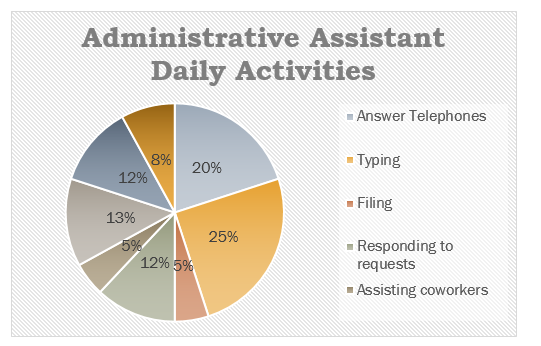 Administrative Assistant
Daily Activities
8%
20%
12%
25%
13%
5%
12%
5%
Answer Telephones
Typing
Filing
Responding to
requests
Assisting coworkers